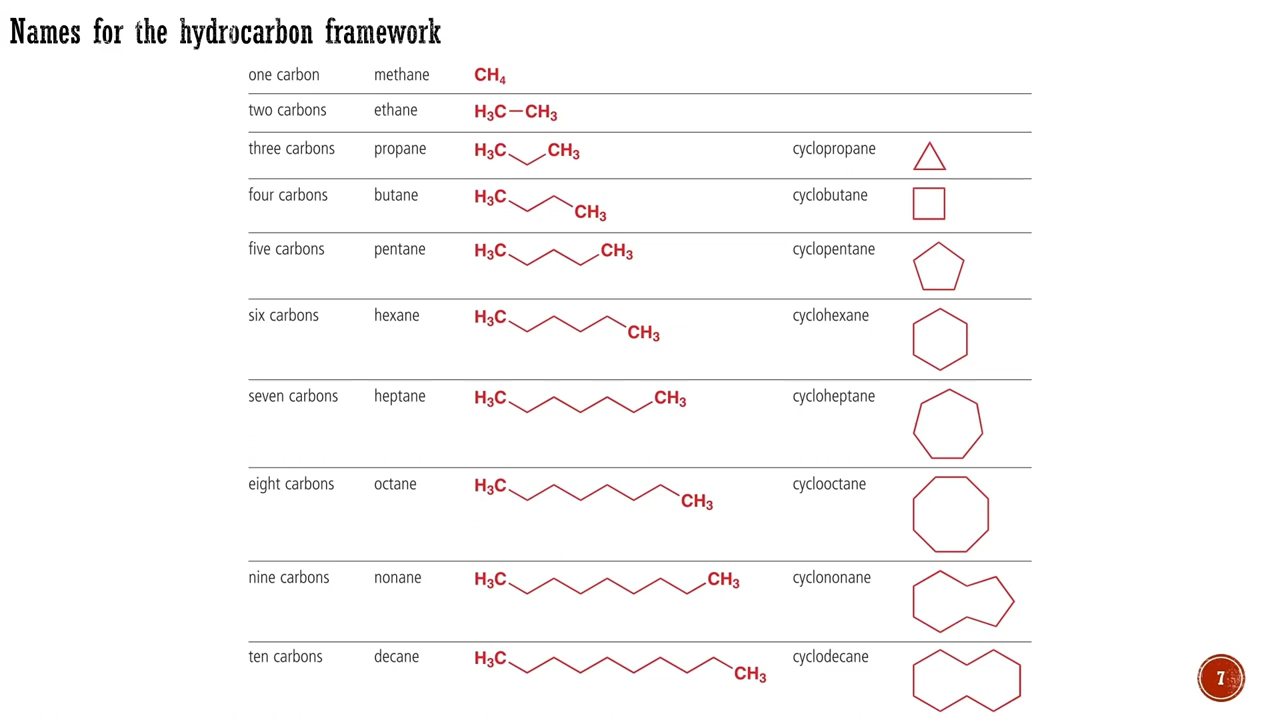 Names for the hydrocarbon framework
one carbon methane CH₄
two carbons ethane H₃C–CH₃
three carbons propane H₃C CH₃ cyclopropane
four carbons butane H₃C CH₃ cyclobutane
five carbons pentane H₃C CH₃ cyclopentane
six carbons hexane H₃C CH₃ cyclohexane
seven carbons heptane H₃C CH₃ cycloheptane
eight carbons octane H₃C CH₃ cyclooctane
nine carbons nonane H₃C CH₃ cyclononane
ten carbons decane H₃C CH₃ cyclodecane
7